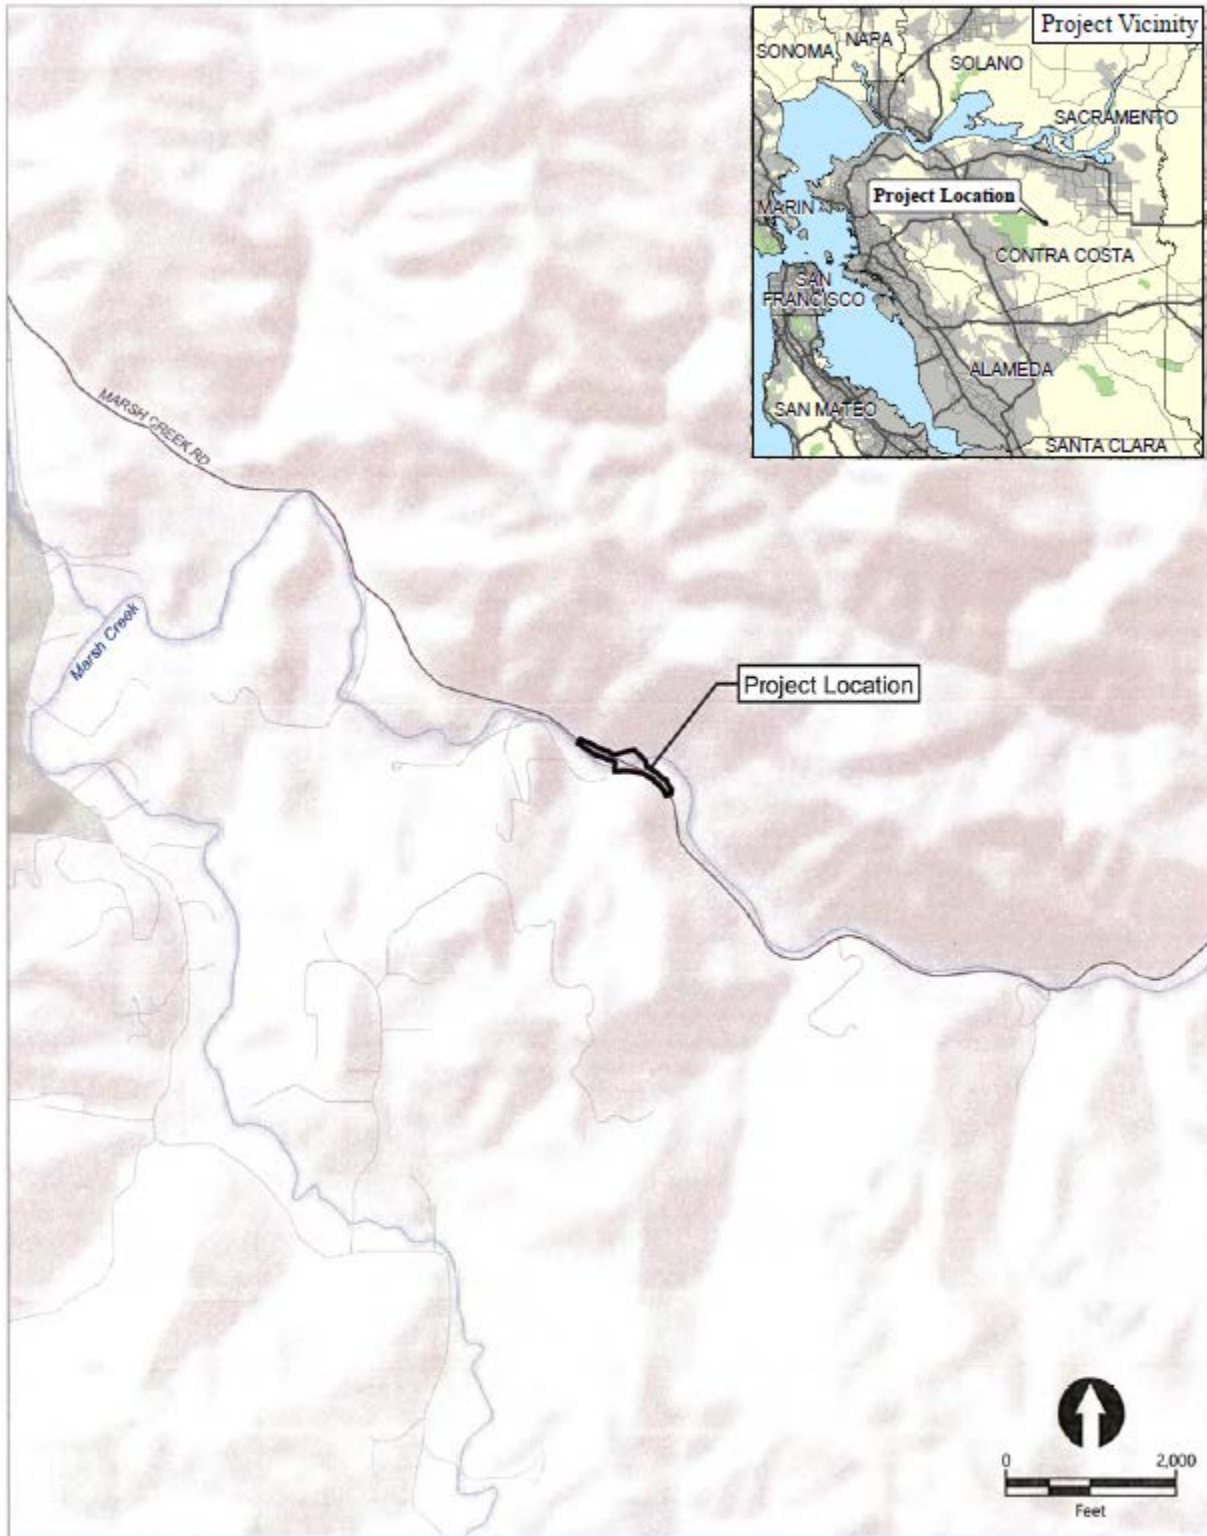 Project Vicinity
SONOMA
NAPA
SOLANO
SACRAMENTO
Project Location
MARIN
CONTRA COSTA
SAN
FRANCISCO
ALAMEDA
SAN MATEO
SANTA CLARA
MARSH CREEK RD
Marsh Creek
Project Location
0 2,000
Feet